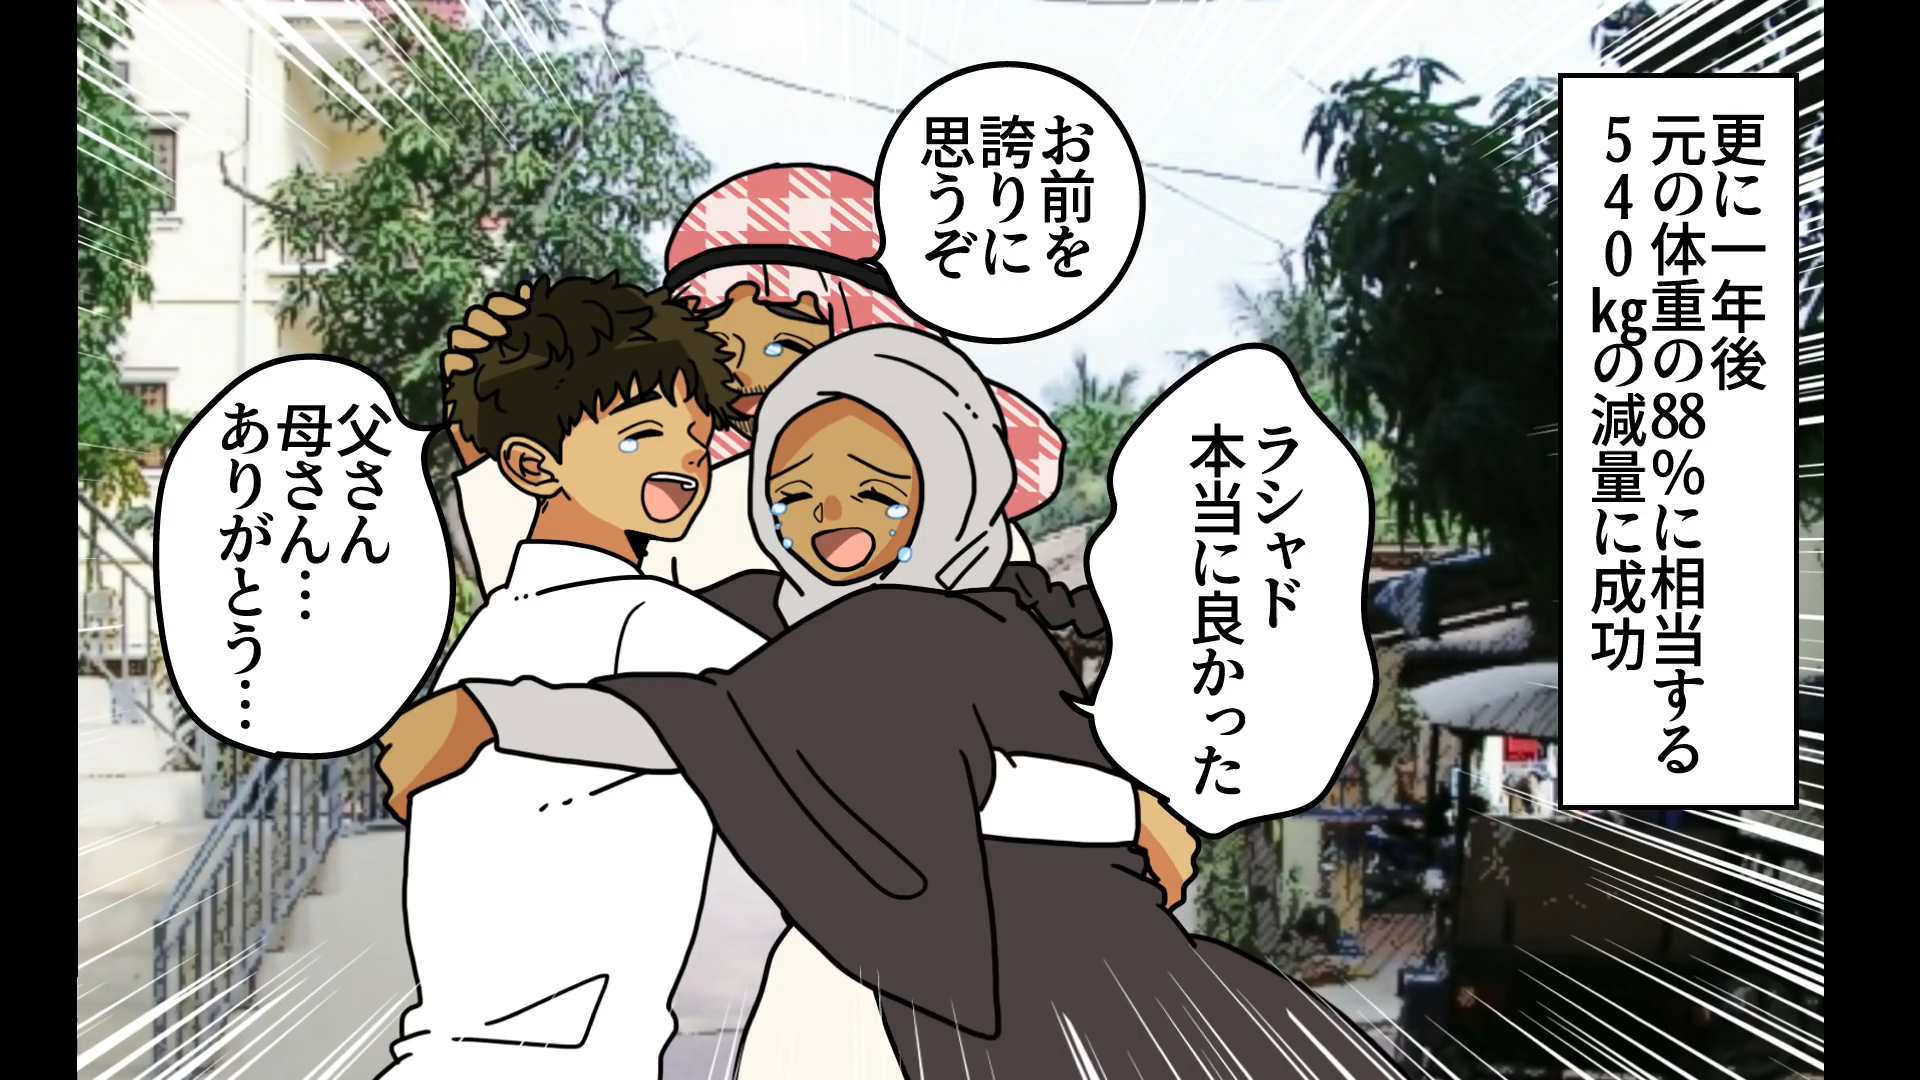 更に一年後
元の体重の88％に相当する
540kgの減量に成功
お前を
誇りに
思うぞ
ラシャド
本当に良かった
父さん
母さん…
ありがとう…